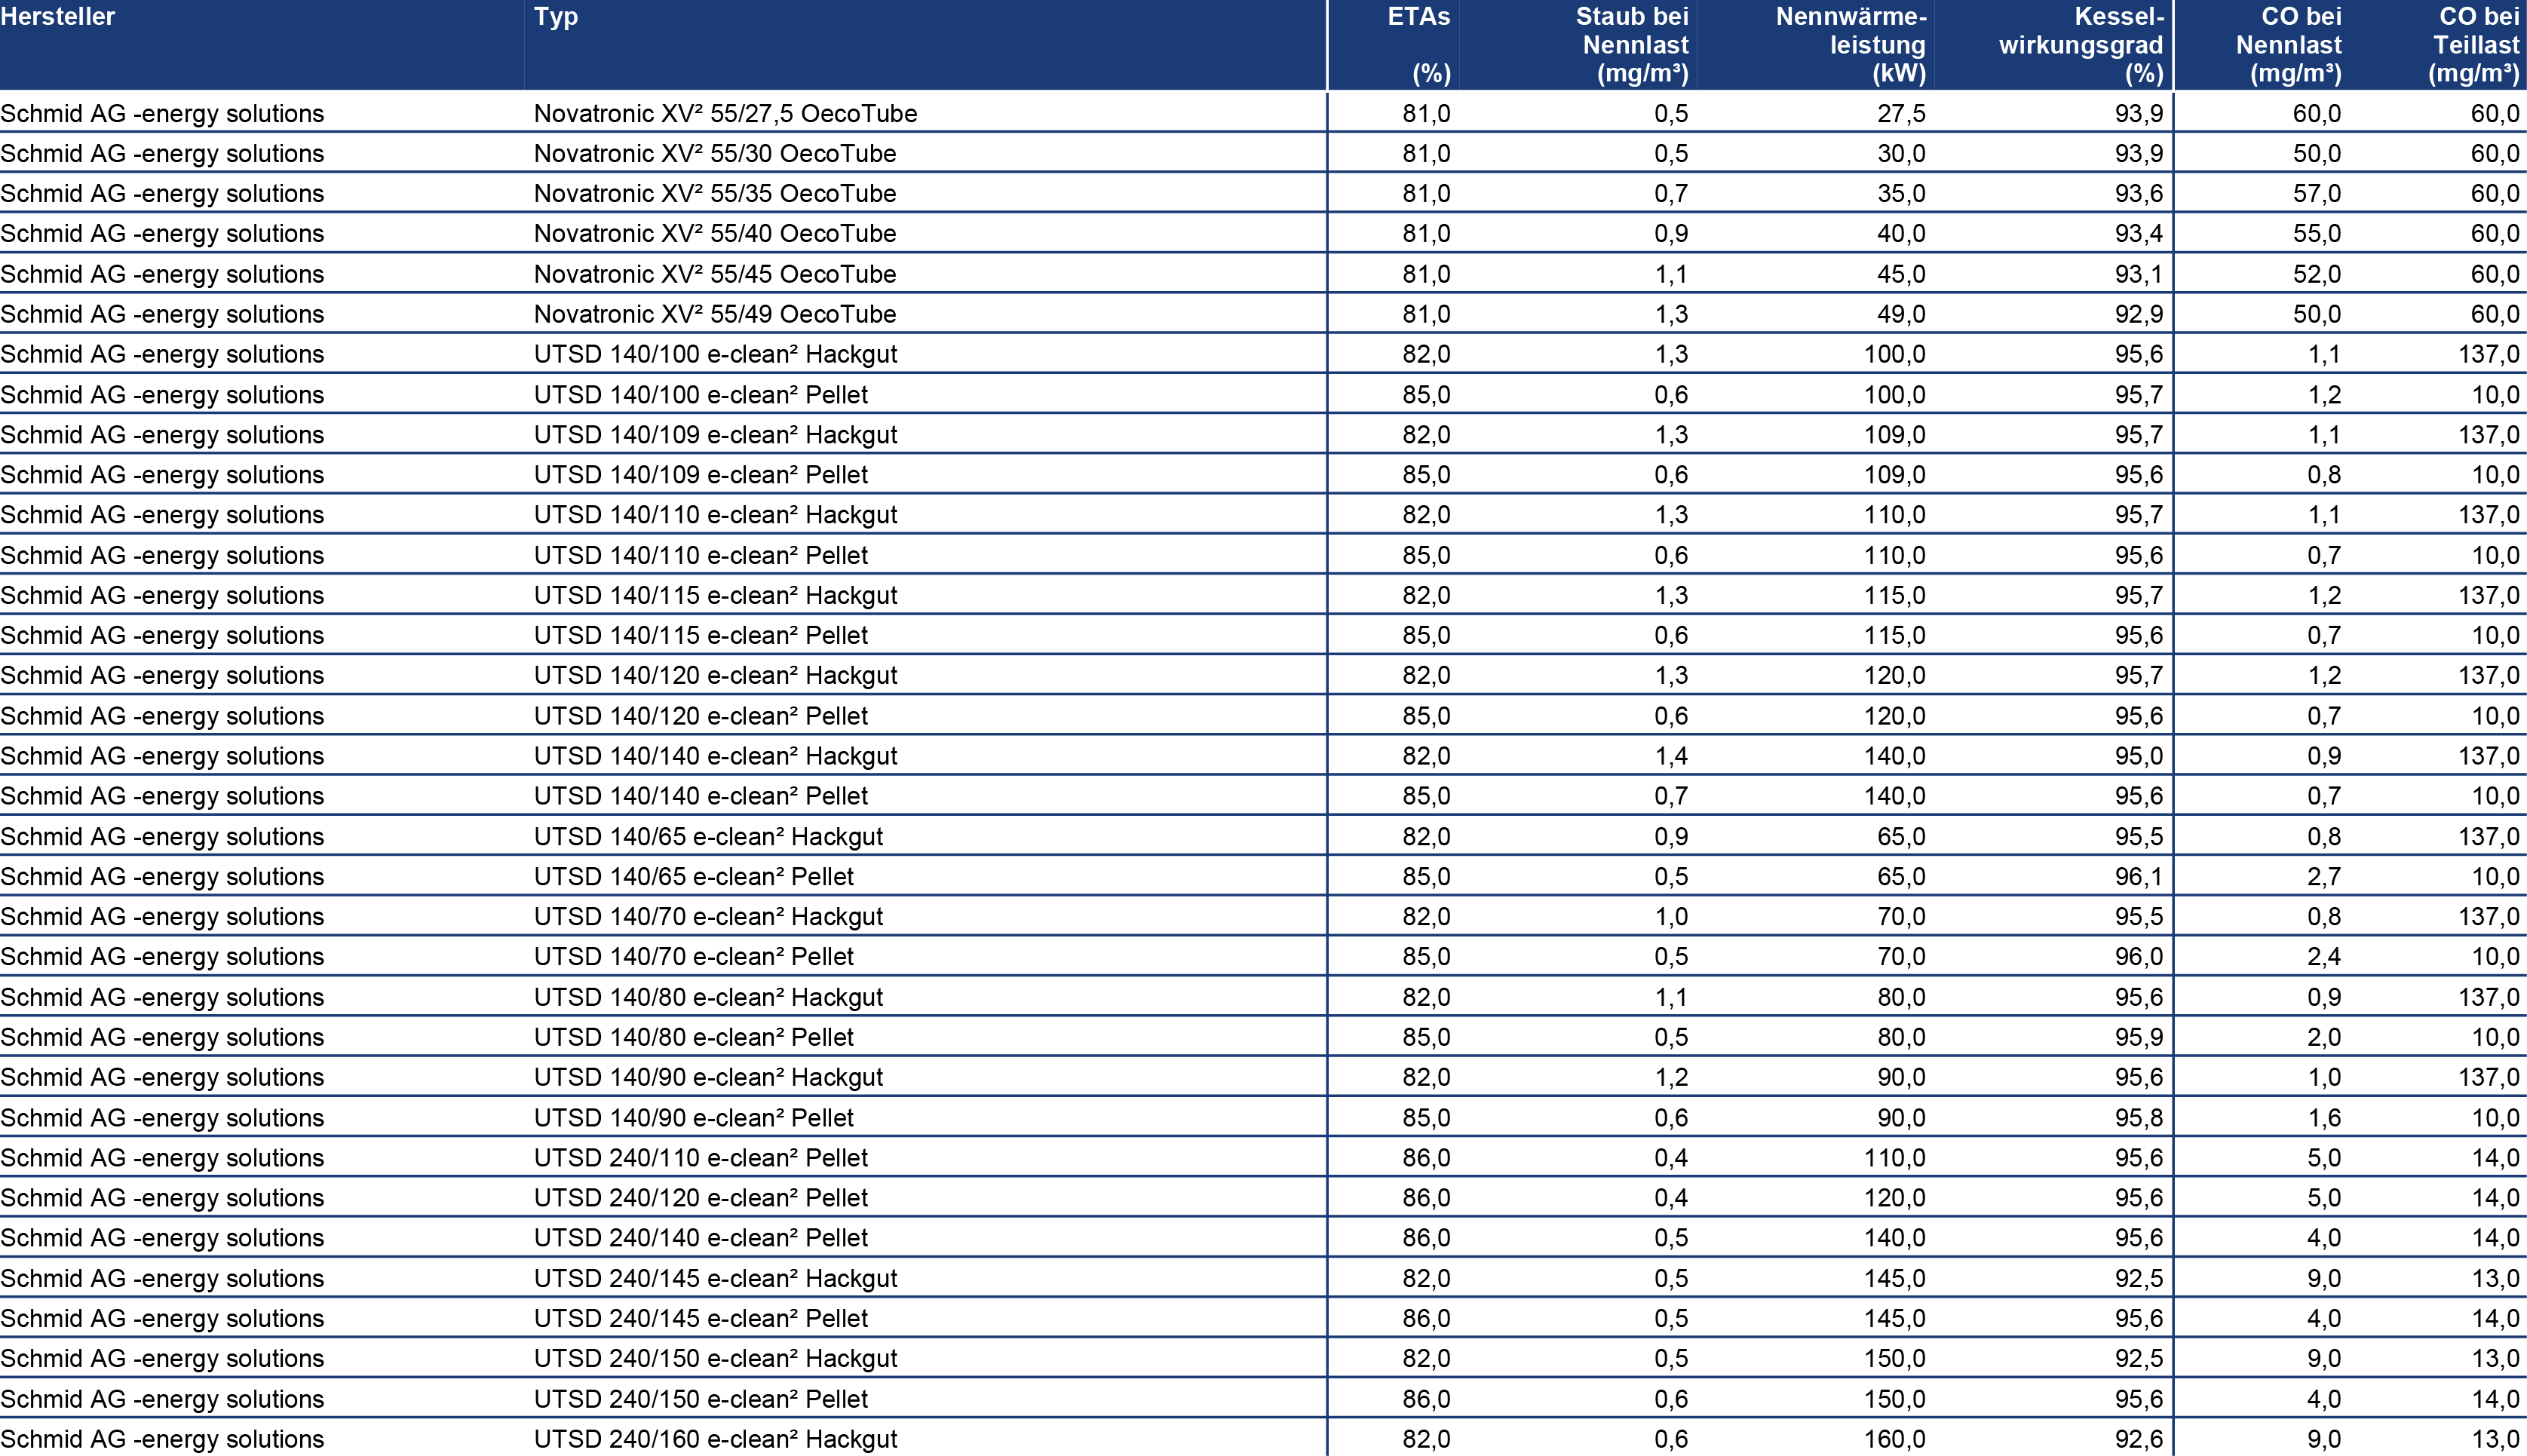 Hersteller Typ ETAs Staub bei Nennwärme- Kessel- CO bei CO bei
Nennlast leistung wirkungsgrad Nennlast Teillast
(%) (mg/m³) (kW) (%) (mg/m³) (mg/m³)
Schmid AG -energy solutions Novatronic XV² 55/27,5 OecoTube 81,0 0,5 27,5 93,9 60,0 60,0
Schmid AG -energy solutions Novatronic XV² 55/30 OecoTube 81,0 0,5 30,0 93,9 50,0 60,0
Schmid AG -energy solutions Novatronic XV² 55/35 OecoTube 81,0 0,7 35,0 93,6 57,0 60,0
Schmid AG -energy solutions Novatronic XV² 55/40 OecoTube 81,0 0,9 40,0 93,4 55,0 60,0
Schmid AG -energy solutions Novatronic XV² 55/45 OecoTube 81,0 1,1 45,0 93,1 52,0 60,0
Schmid AG -energy solutions Novatronic XV² 55/49 OecoTube 81,0 1,3 49,0 92,9 50,0 60,0
Schmid AG -energy solutions UTSD 140/100 e-clean² Hackgut 82,0 1,3 100,0 95,6 1,1 137,0
Schmid AG -energy solutions UTSD 140/100 e-clean² Pellet 85,0 0,6 100,0 95,7 1,2 10,0
Schmid AG -energy solutions UTSD 140/109 e-clean² Hackgut 82,0 1,3 109,0 95,7 1,1 137,0
Schmid AG -energy solutions UTSD 140/109 e-clean² Pellet 85,0 0,6 109,0 95,6 0,8 10,0
Schmid AG -energy solutions UTSD 140/110 e-clean² Hackgut 82,0 1,3 110,0 95,7 1,1 137,0
Schmid AG -energy solutions UTSD 140/110 e-clean² Pellet 85,0 0,6 110,0 95,6 0,7 10,0
Schmid AG -energy solutions UTSD 140/115 e-clean² Hackgut 82,0 1,3 115,0 95,7 1,2 137,0
Schmid AG -energy solutions UTSD 140/115 e-clean² Pellet 85,0 0,6 115,0 95,6 0,7 10,0
Schmid AG -energy solutions UTSD 140/120 e-clean² Hackgut 82,0 1,3 120,0 95,7 1,2 137,0
Schmid AG -energy solutions UTSD 140/120 e-clean² Pellet 85,0 0,6 120,0 95,6 0,7 10,0
Schmid AG -energy solutions UTSD 140/140 e-clean² Hackgut 82,0 1,4 140,0 95,0 0,9 137,0
Schmid AG -energy solutions UTSD 140/140 e-clean² Pellet 85,0 0,7 140,0 95,6 0,7 10,0
Schmid AG -energy solutions UTSD 140/65 e-clean² Hackgut 82,0 0,9 65,0 95,5 0,8 137,0
Schmid AG -energy solutions UTSD 140/65 e-clean² Pellet 85,0 0,5 65,0 96,1 2,7 10,0
Schmid AG -energy solutions UTSD 140/70 e-clean² Hackgut 82,0 1,0 70,0 95,5 0,8 137,0
Schmid AG -energy solutions UTSD 140/70 e-clean² Pellet 85,0 0,5 70,0 96,0 2,4 10,0
Schmid AG -energy solutions UTSD 140/80 e-clean² Hackgut 82,0 1,1 80,0 95,6 0,9 137,0
Schmid AG -energy solutions UTSD 140/80 e-clean² Pellet 85,0 0,5 80,0 95,9 2,0 10,0
Schmid AG -energy solutions UTSD 140/90 e-clean² Hackgut 82,0 1,2 90,0 95,6 1,0 137,0
Schmid AG -energy solutions UTSD 140/90 e-clean² Pellet 85,0 0,6 90,0 95,8 1,6 10,0
Schmid AG -energy solutions UTSD 240/110 e-clean² Pellet 86,0 0,4 110,0 95,6 5,0 14,0
Schmid AG -energy solutions UTSD 240/120 e-clean² Pellet 86,0 0,4 120,0 95,6 5,0 14,0
Schmid AG -energy solutions UTSD 240/140 e-clean² Pellet 86,0 0,5 140,0 95,6 4,0 14,0
Schmid AG -energy solutions UTSD 240/145 e-clean² Hackgut 82,0 0,5 145,0 92,5 9,0 13,0
Schmid AG -energy solutions UTSD 240/145 e-clean² Pellet 86,0 0,5 145,0 95,6 4,0 14,0
Schmid AG -energy solutions UTSD 240/150 e-clean² Hackgut 82,0 0,5 150,0 92,5 9,0 13,0
Schmid AG -energy solutions UTSD 240/150 e-clean² Pellet 86,0 0,6 150,0 95,6 4,0 14,0
Schmid AG -energy solutions UTSD 240/160 e-clean² Hackgut 82,0 0,6 160,0 92,6 9,0 13,0